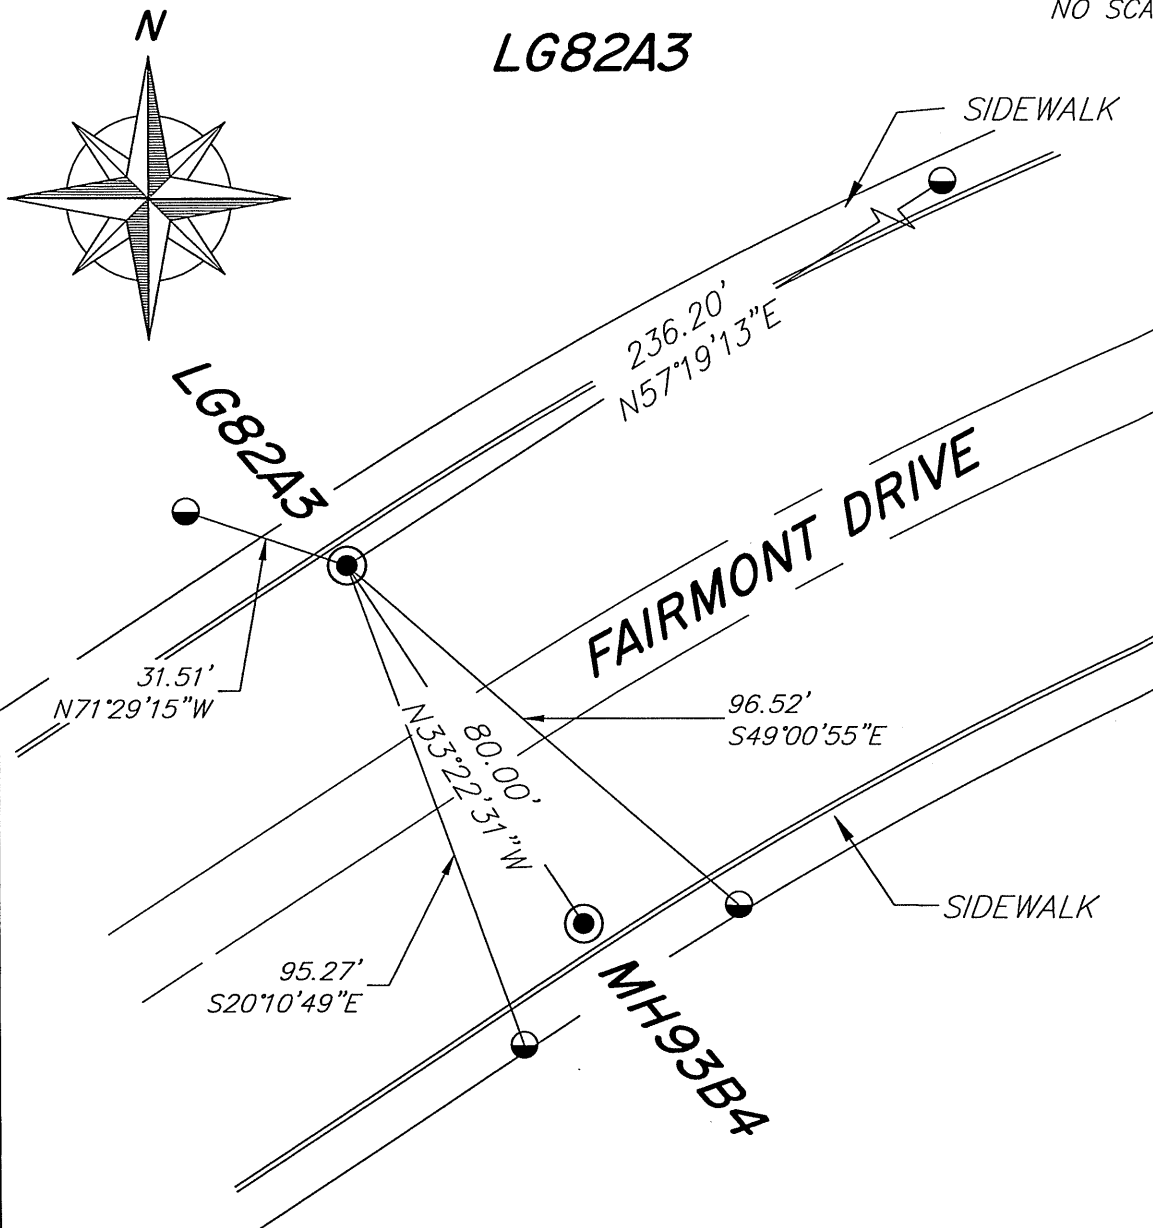 NO SCA
N
LG82A3
SIDEWALK
236.20'
N57°19'13"E
LG82A3
FAIRMONT DRIVE
31.51'
N71°29'15"W
96.52'
S49°00'55"E
80.00'
N33°22'31"W
SIDEWALK
95.27'
S20°10'49"E
MH93B4